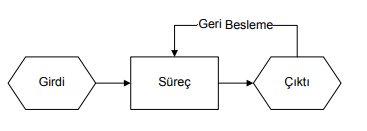 Geri Besleme
Girdi
Süreç
Çıktı